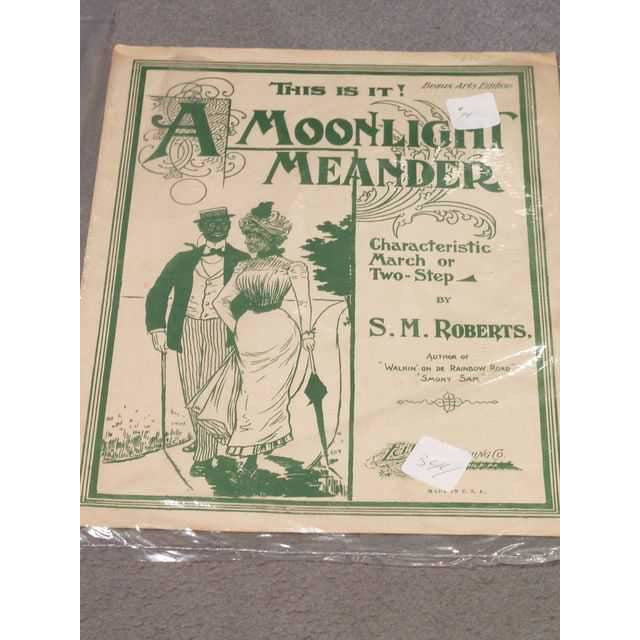 THIS IS IT!
Beaux Arts Edition
A MOONLIGHT
MEANDER
Characteristic
March or
Two-Step
BY
S. M. ROBERTS.
AUTHOR OF
"WALKIN' ON DE RAINBOW ROAD"
"SMOKY SAM
Co.
MADE IN U. S. A.